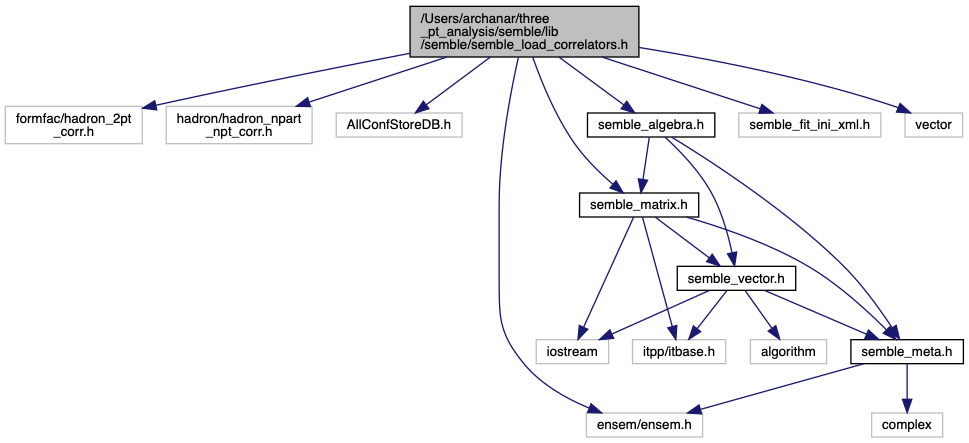 /Users/archanar/three
_pt_analysis/semble/lib
/semble/semble_load_correlators.h
formfac/hadron_2pt
_corr.h
hadron/hadron_npart
_npt_corr.h
AllConfStoreDB.h
semble_algebra.h
semble_fit_ini_xml.h
vector
semble_matrix.h
semble_vector.h
iostream
itpp/itbase.h
algorithm
semble_meta.h
ensem/ensem.h
complex